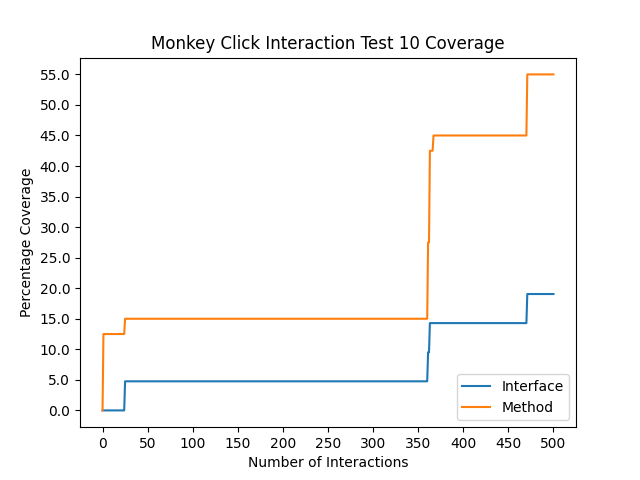 Monkey Click Interaction Test 10 Coverage
Percentage Coverage
55.0
50.0
45.0
40.0
35.0
30.0
25.0
20.0
15.0
10.0
5.0
0.0
Interface
Method
0 50 100 150 200 250 300 350 400 450 500
Number of Interactions